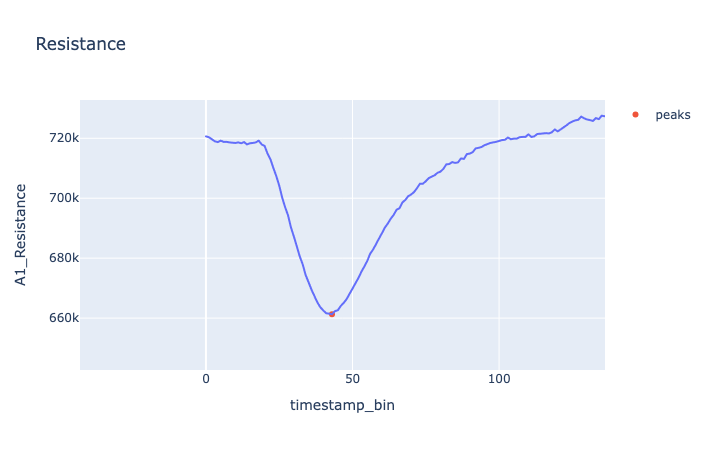 Resistance
peaks
720k
700k
680k
660k
A1_Resistance
0
50
100
timestamp_bin